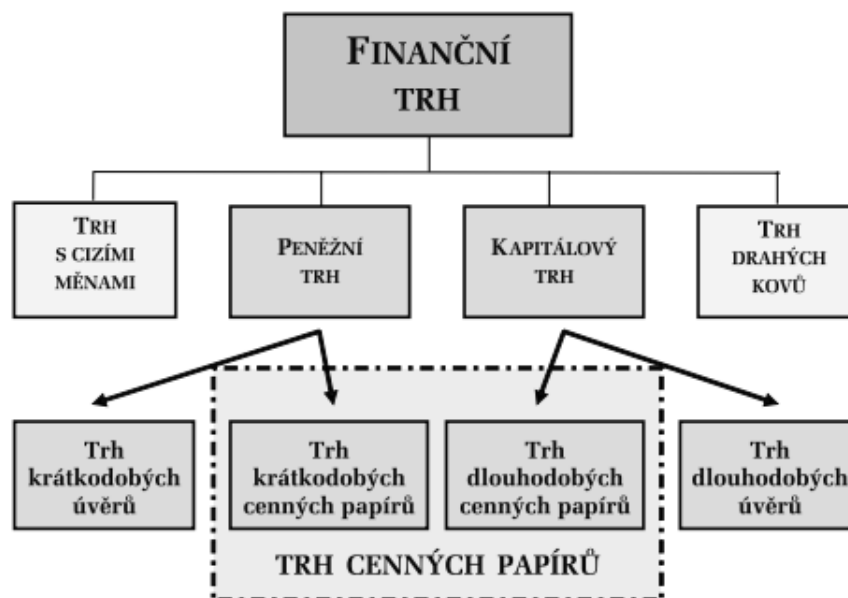 FINANČNÍ
TRH
TRH
S CIZÍMI
MĚNAMI
PENĚŽNÍ
TRH
KAPITÁLOVÝ
TRH
TRH
DRAHÝCH
KOVŮ
Trh
krátkodobých
úvěrů
Trh
krátkodobých
cenných papírů
Trh
dlouhodobých
cenných papírů
Trh
dlouhodobých
úvěrů
TRH CENNÝCH PAPÍRŮ